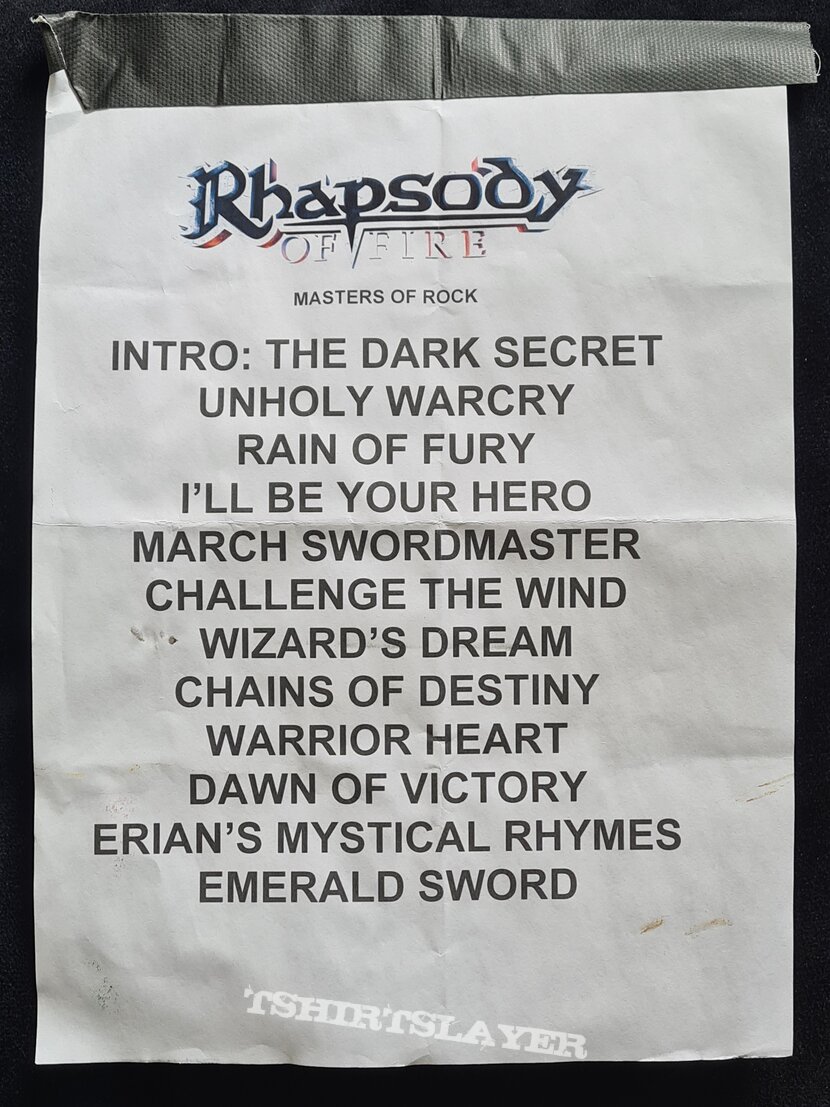 Rhapsody
OF FIRE
MASTERS OF ROCK
INTRO: THE DARK SECRET
UNHOLY WARCRY
RAIN OF FURY
I'LL BE YOUR HERO
MARCH SWORDMASTER
CHALLENGE THE WIND
WIZARD'S DREAM
CHAINS OF DESTINY
WARRIOR HEART
DAWN OF VICTORY
ERIAN'S MYSTICAL RHYMES
EMERALD SWORD
TSHIRTSLAYER